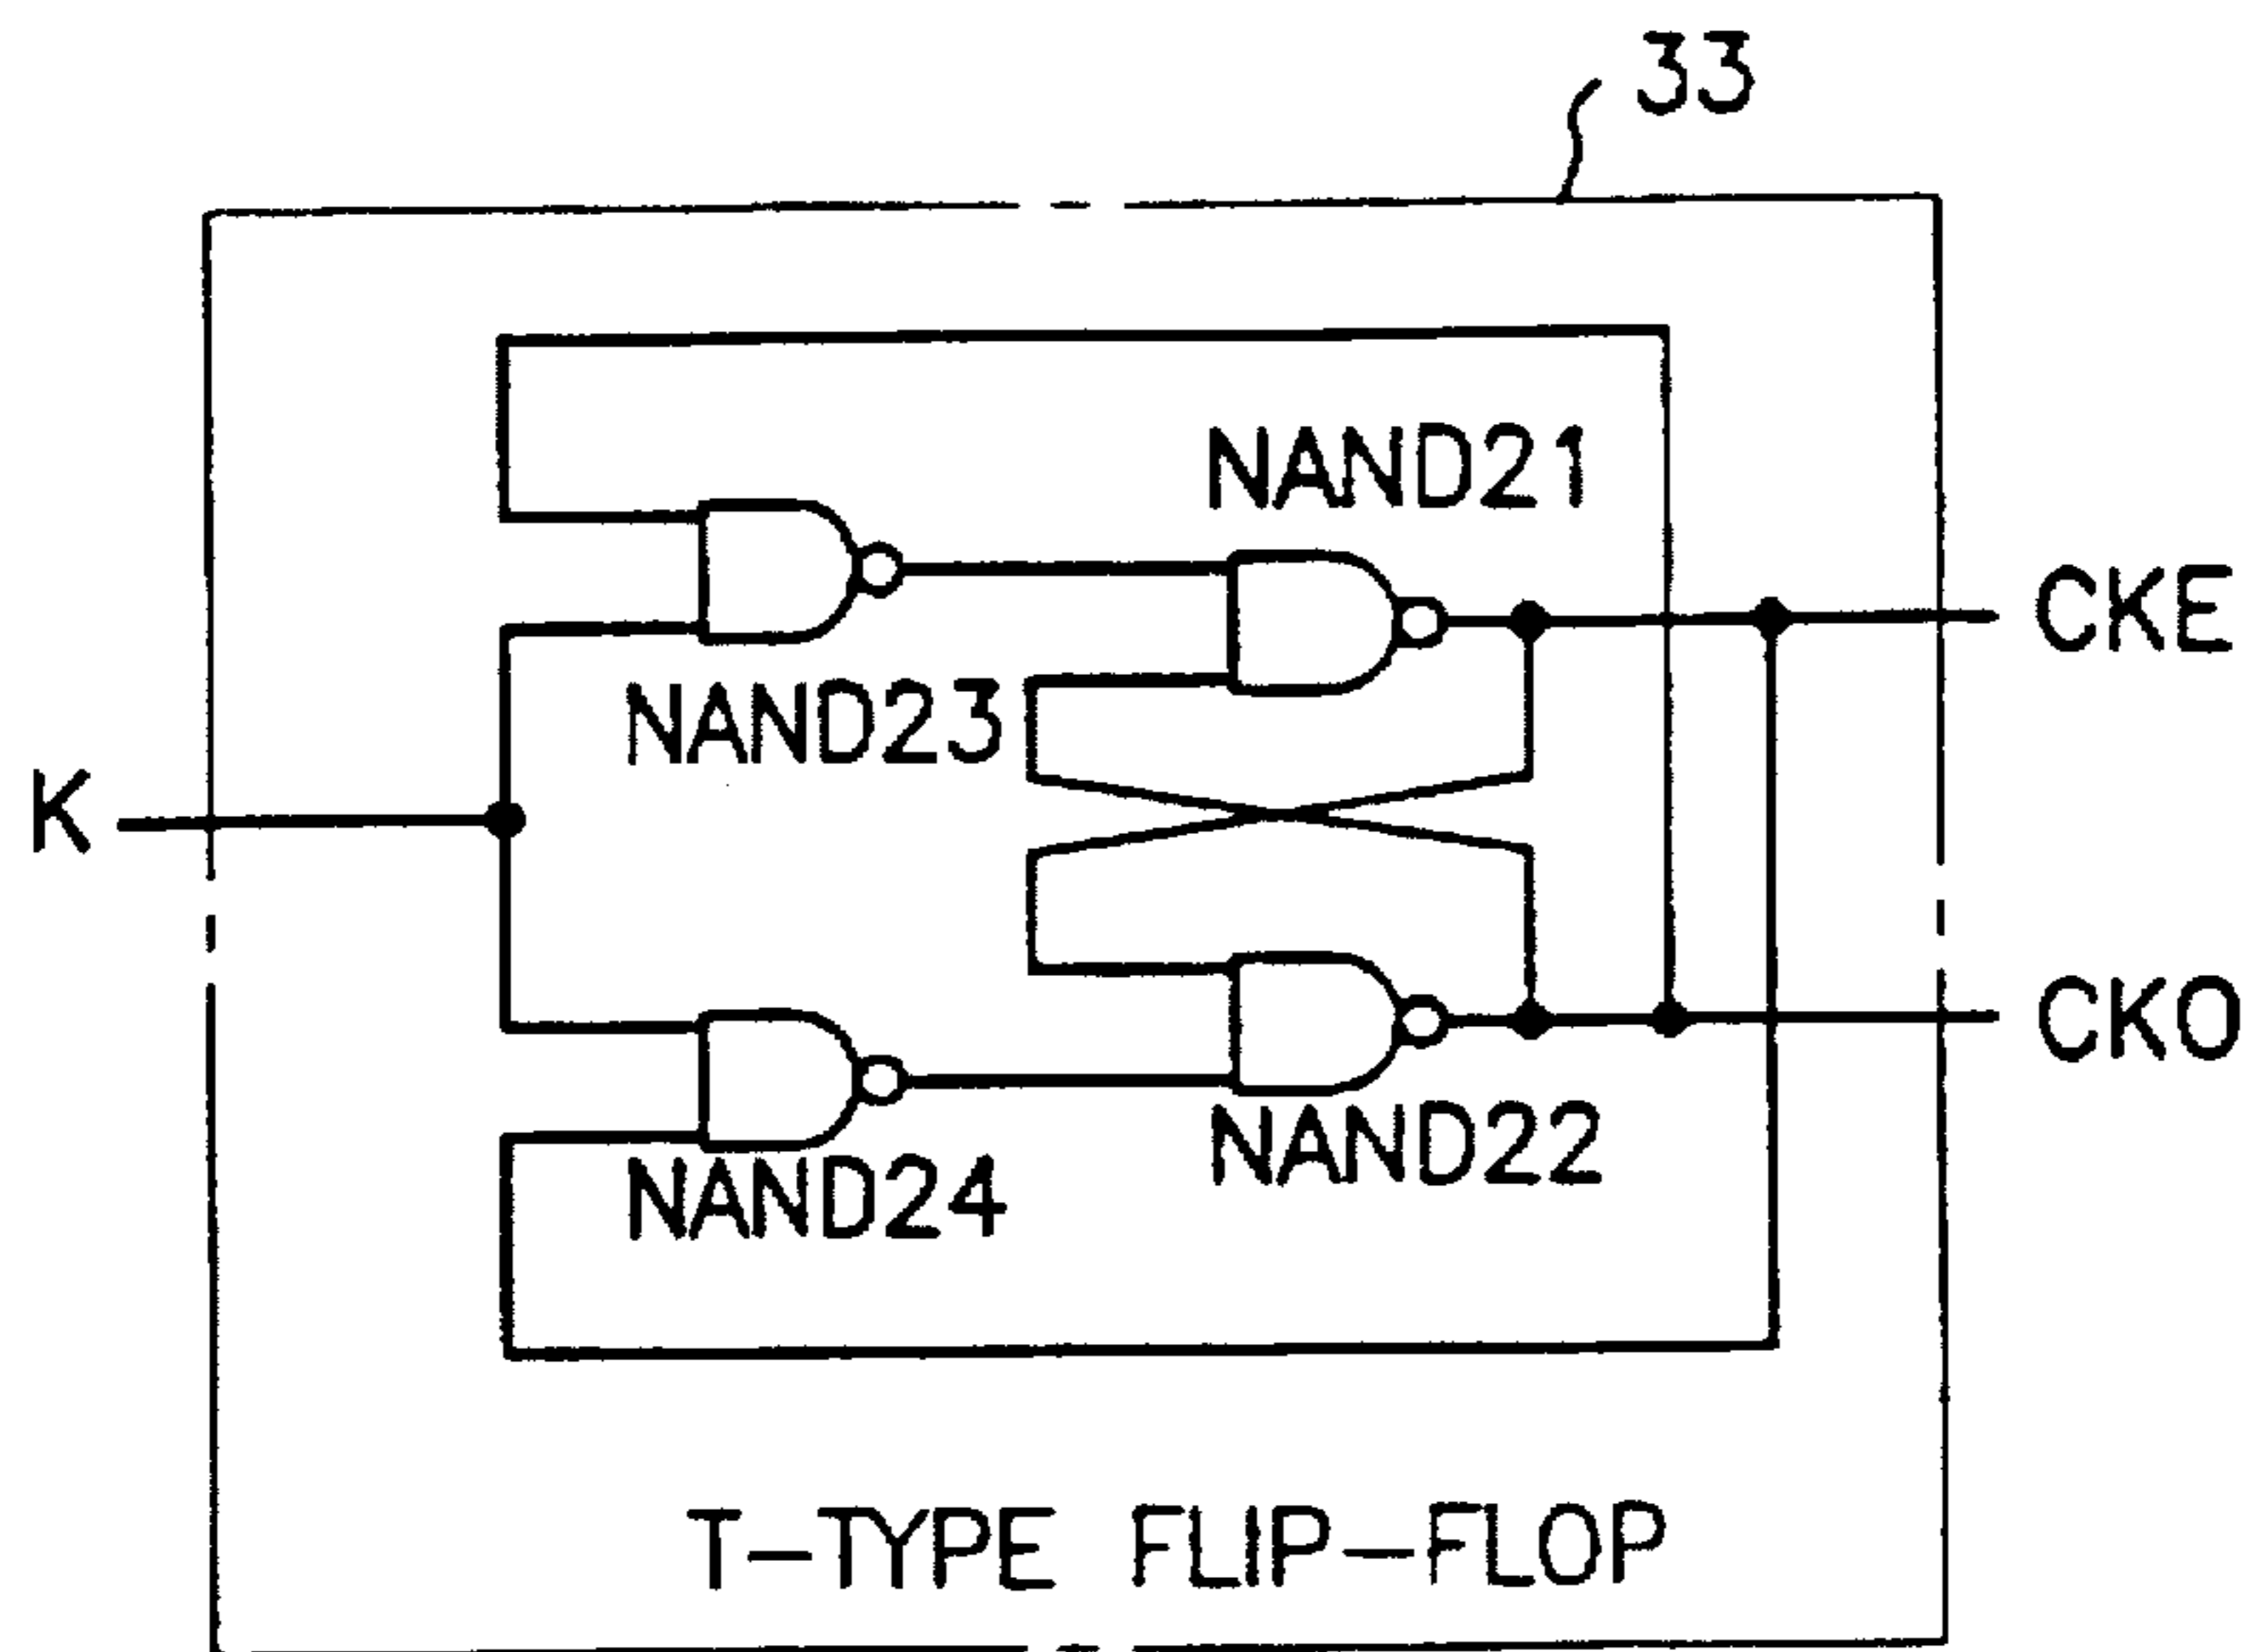 33
NAND21
CKE
NAND23
K
CKO
NAND22
NAND24
T-TYPE FLIP-FLOP